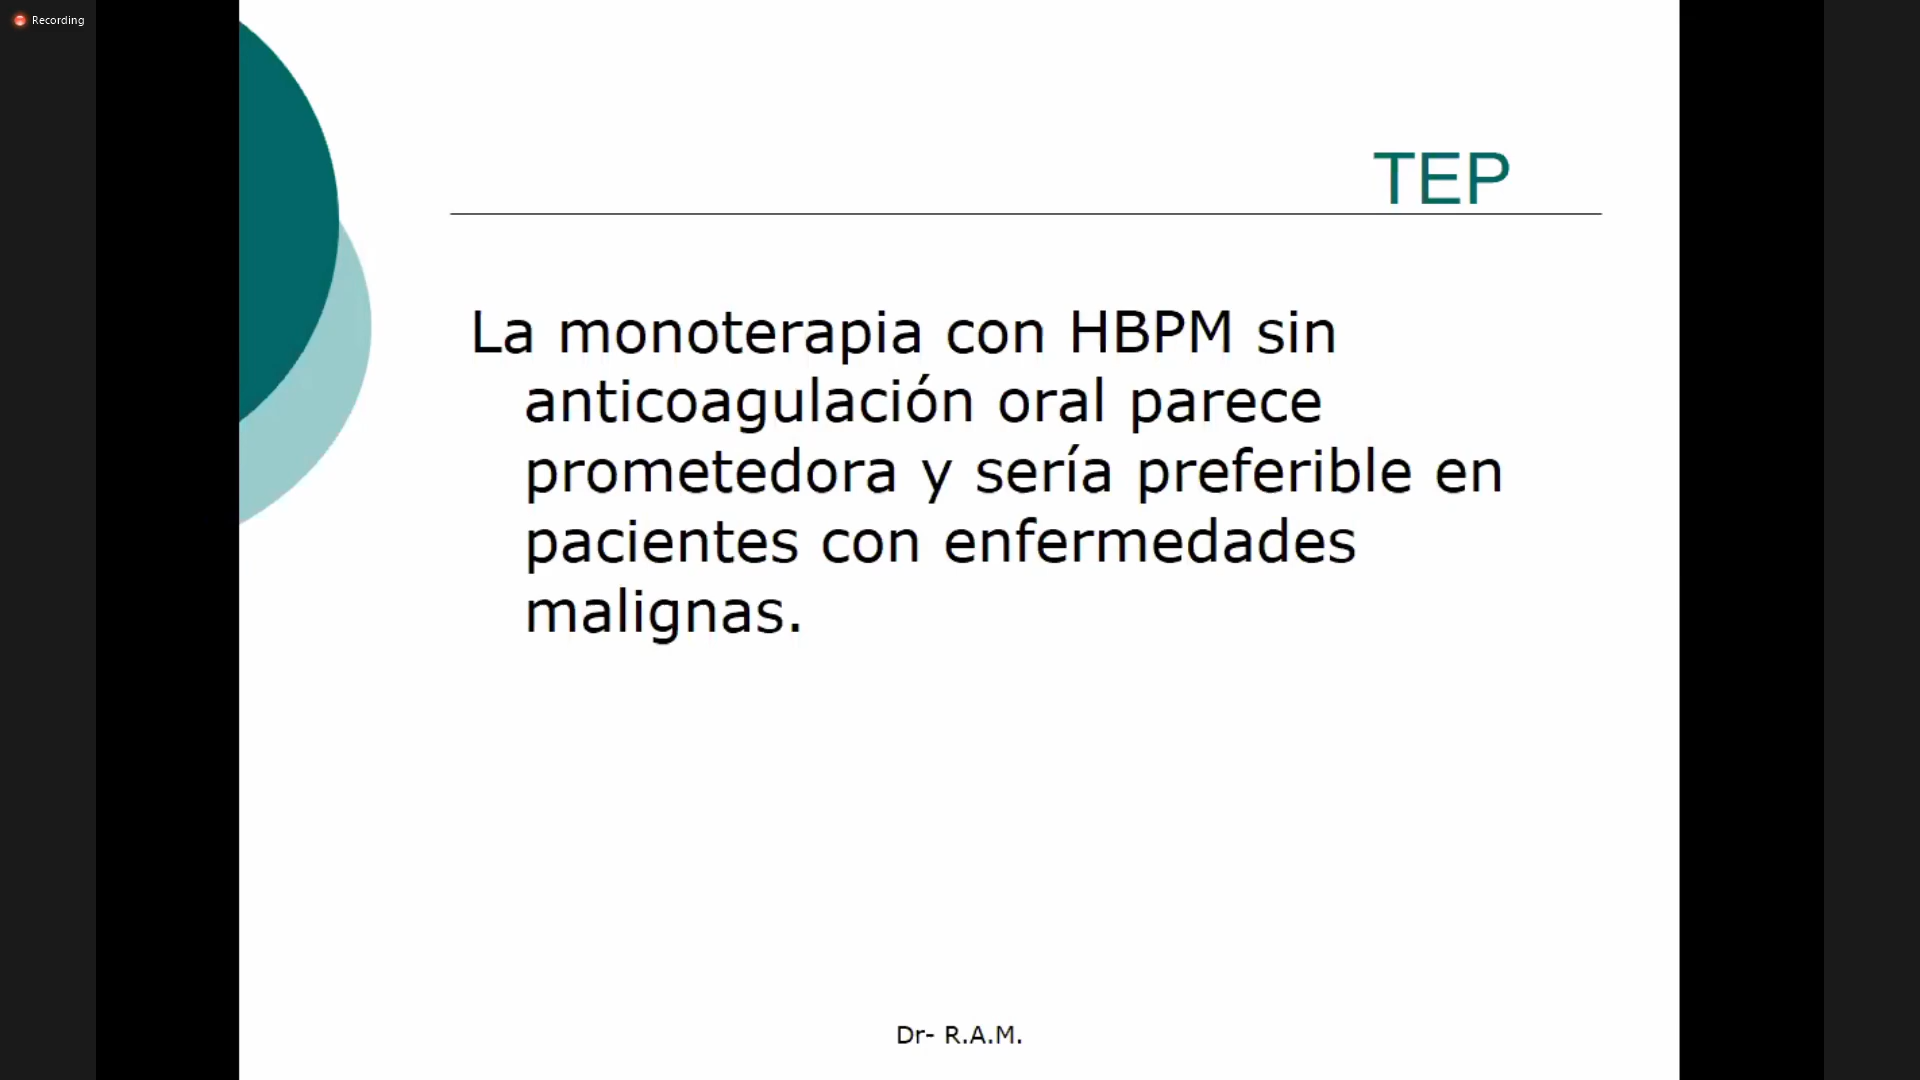 Recording
TEP
La monoterapia con HBPM sin
anticoagulación oral parece
prometedora y sería preferible en
pacientes con enfermedades
malignas.
Dr- R.A.M.